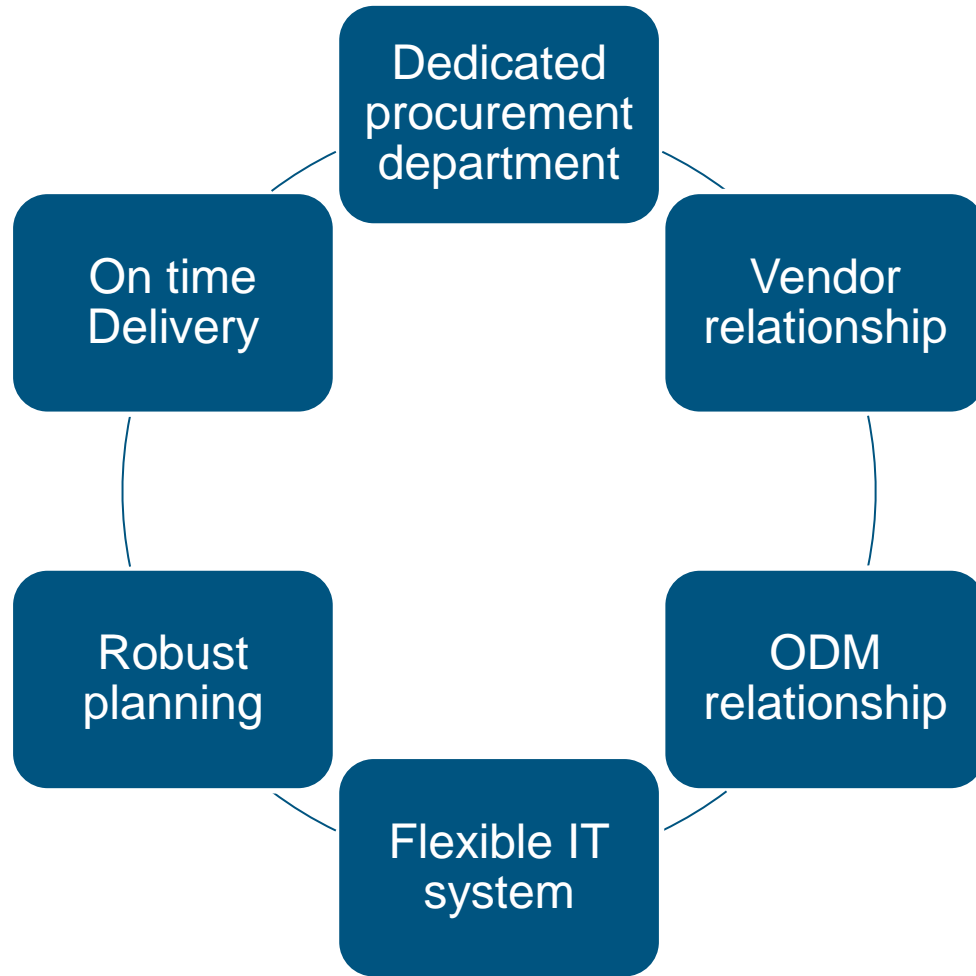 Dedicated
procurement
department
Vendor
relationship
ODM
relationship
Flexible IT
system
Robust
planning
On time
Delivery